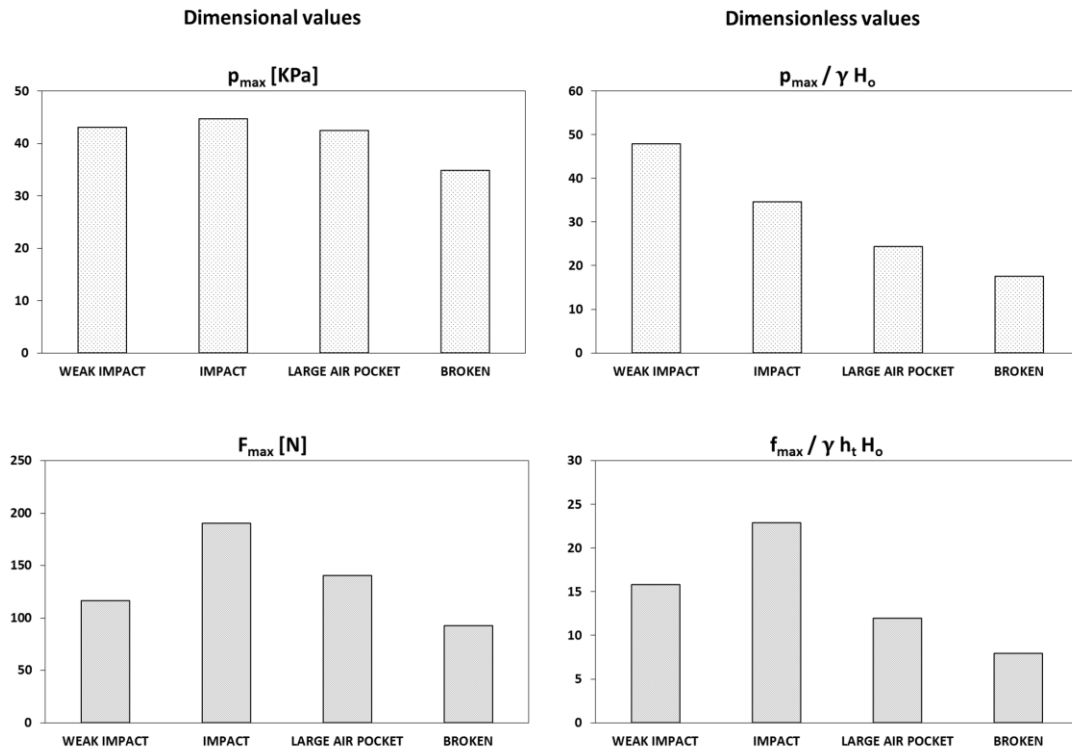 Dimensional values
p_max [KPa]
50
40
30
20
10
0
WEAK IMPACT IMPACT LARGE AIR POCKET BROKEN
Dimensionless values
p_max / γ H_o
60
50
40
30
20
10
0
WEAK IMPACT IMPACT LARGE AIR POCKET BROKEN
F_max [N]
250
200
150
100
50
0
WEAK IMPACT IMPACT LARGE AIR POCKET BROKEN
f_max / γ h_t H_o
30
25
20
15
10
5
0
WEAK IMPACT IMPACT LARGE AIR POCKET BROKEN